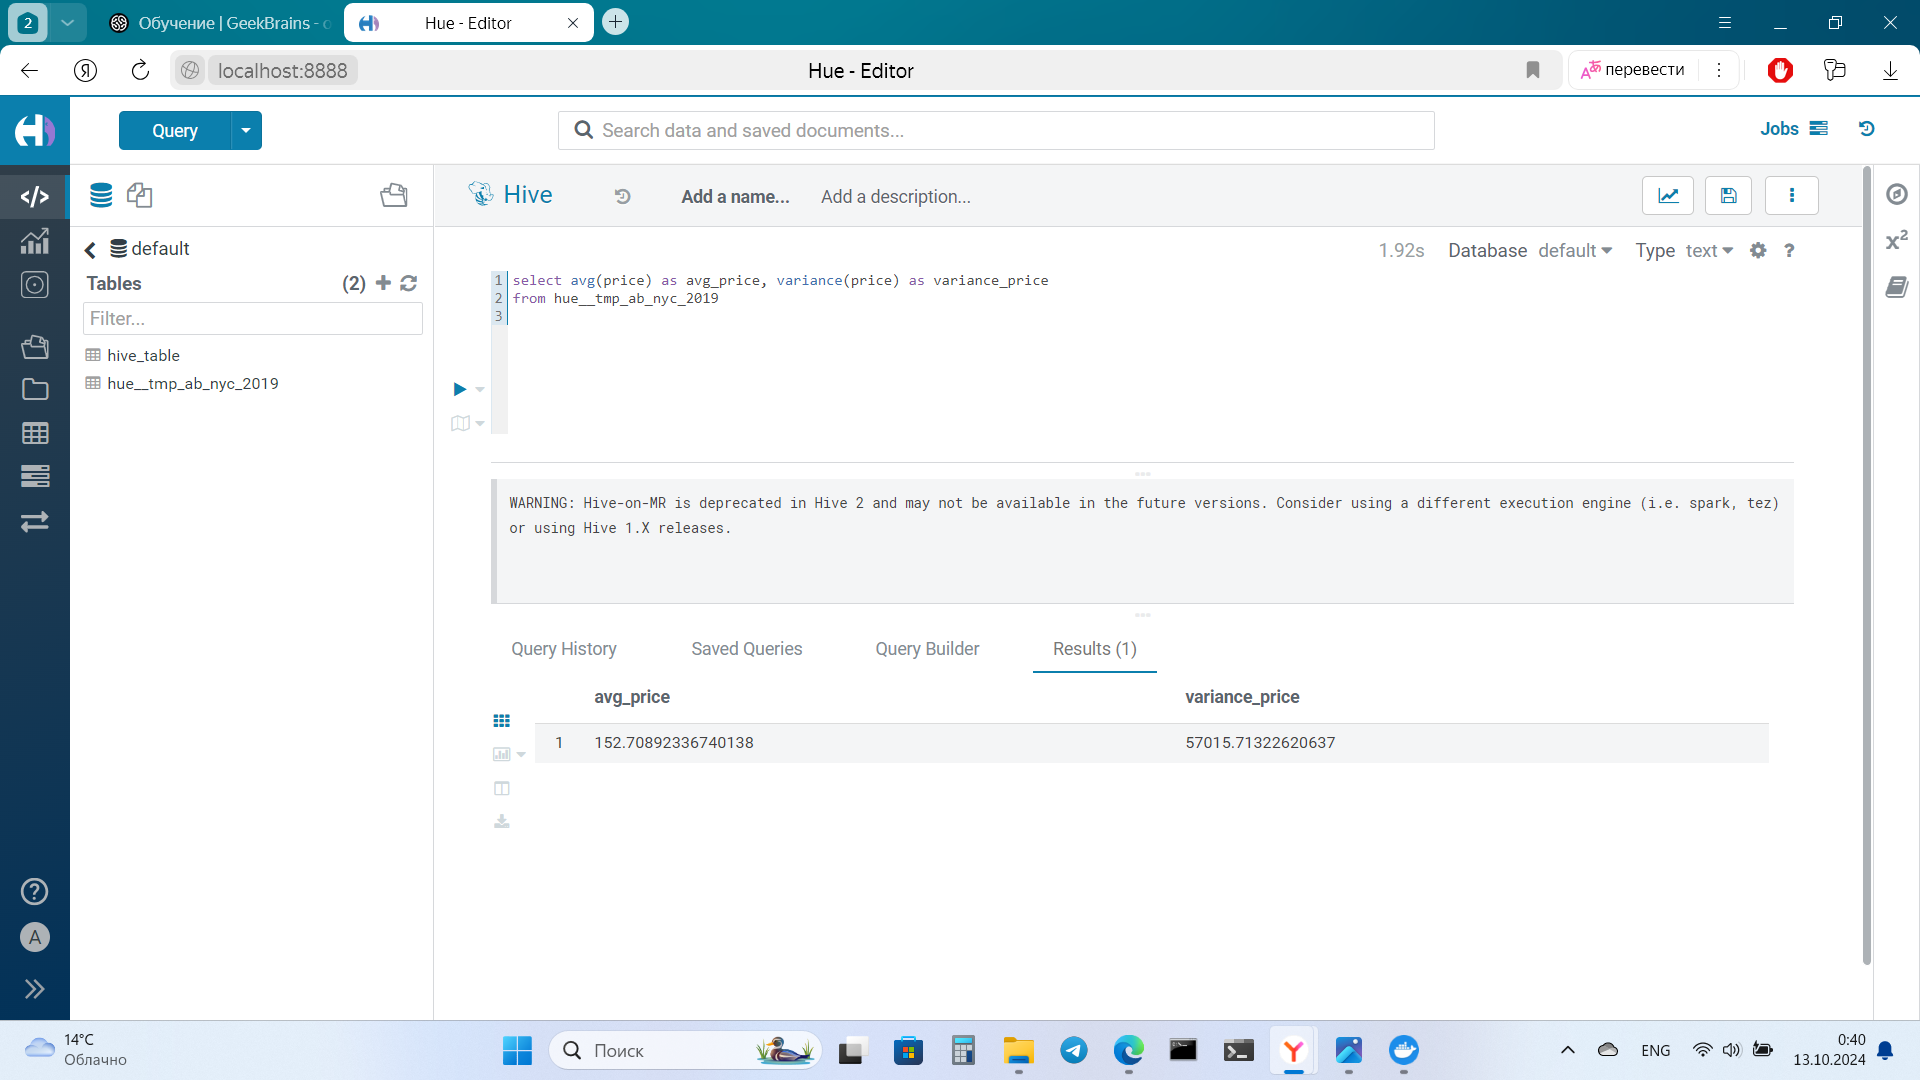 2
Обучение | GeekBrains -
Hue - Editor
localhost:8888
Hue - Editor
перевести
Query
Search data and saved documents...
Jobs
Hive
Add a name...
Add a description...
default
Tables
(2)
Filter...
hive_table
hue__tmp_ab_nyc_2019
1.92s
Database default
Type text
?
1 select avg(price) as avg_price, variance(price) as variance_price
2 from hue__tmp_ab_nyc_2019
3
x²
WARNING: Hive-on-MR is deprecated in Hive 2 and may not be available in the future versions. Consider using a different execution engine (i.e. spark, tez)
or using Hive 1.X releases.
Query History
Saved Queries
Query Builder
Results (1)
avg_price
variance_price
1
152.70892336740138
57015.71322620637
A
14°C
Облачно
Поиск
ENG
0:40
13.10.2024